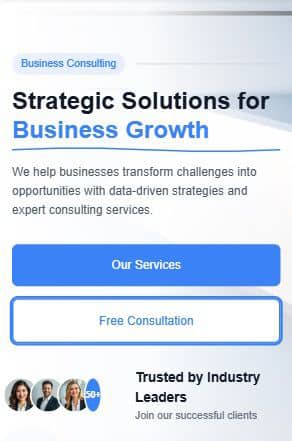 Business Consulting
Strategic Solutions for
Business Growth
We help businesses transform challenges into
opportunities with data-driven strategies and
expert consulting services.
Our Services
Free Consultation
50+
Trusted by Industry
Leaders
Join our successful clients